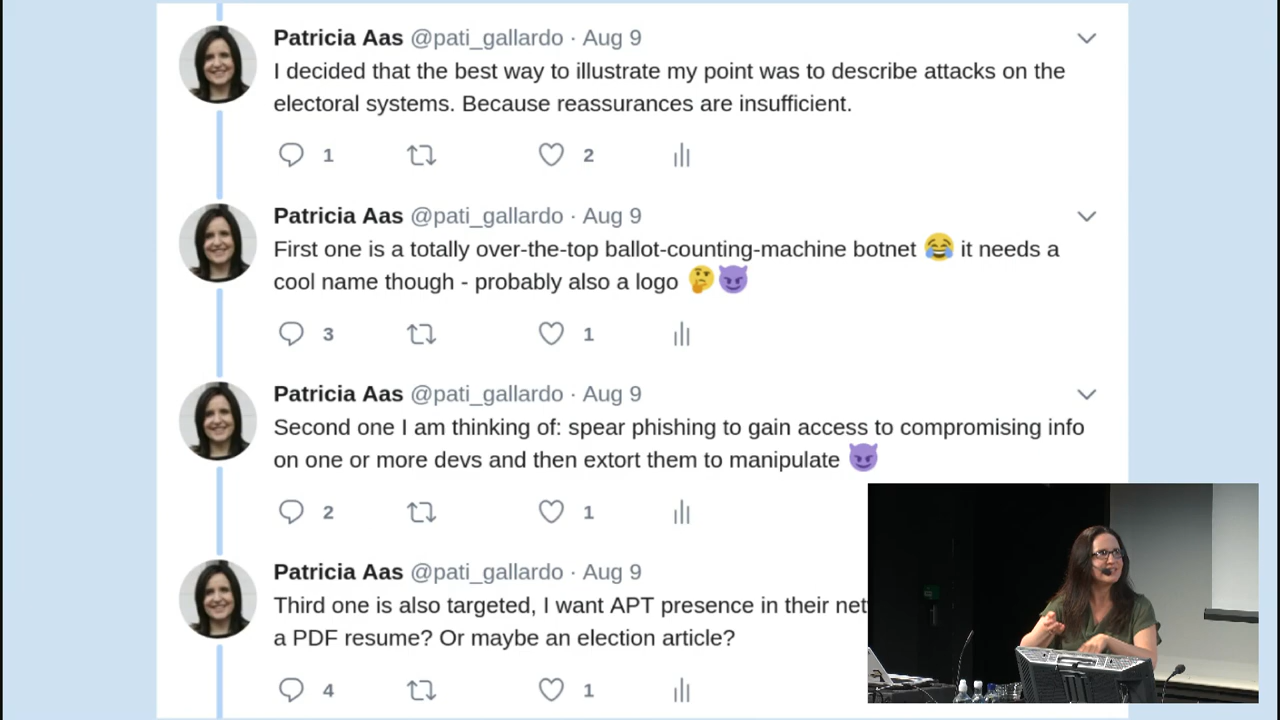 Patricia Aas @pati_gallardo · Aug 9
I decided that the best way to illustrate my point was to describe attacks on the
electoral systems. Because reassurances are insufficient.
1 2
Patricia Aas @pati_gallardo · Aug 9
First one is a totally over-the-top ballot-counting-machine botnet 😂 it needs a
cool name though - probably also a logo 🤔😈
3 1
Patricia Aas @pati_gallardo · Aug 9
Second one I am thinking of: spear phishing to gain access to compromising info
on one or more devs and then extort them to manipulate 😈
2 1
Patricia Aas @pati_gallardo · Aug 9
Third one is also targeted, I want APT presence in their net
a PDF resume? Or maybe an election article?
4 1